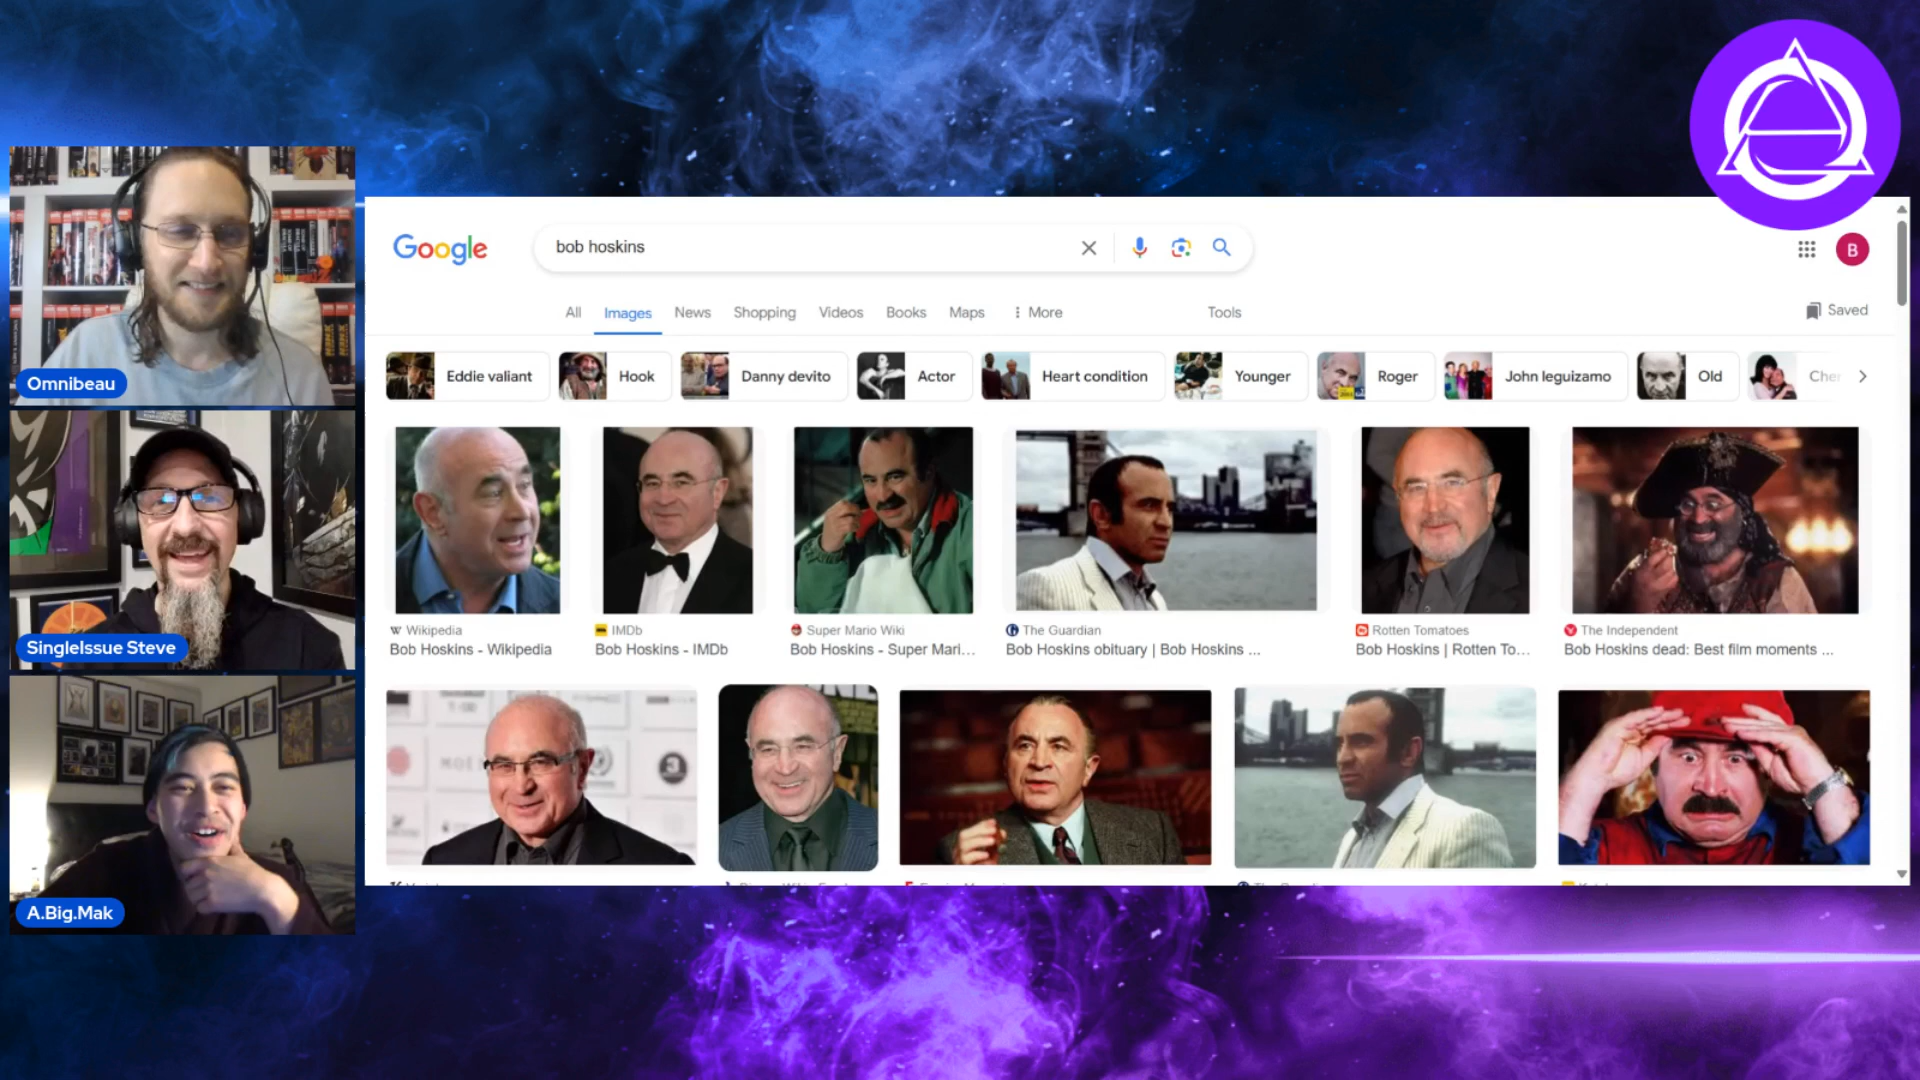 Google
bob hoskins
B
All Images News Shopping Videos Books Maps More Tools
Saved
Eddie valiant Hook Danny devito Actor Heart condition Younger Roger John leguizamo Old Cher
Wikipedia
Bob Hoskins - Wikipedia
IMDb
Bob Hoskins - IMDb
Super Mario Wiki
Bob Hoskins - Super Mari...
The Guardian
Bob Hoskins obituary | Bob Hoskins ...
Rotten Tomatoes
Bob Hoskins | Rotten To...
The Independent
Bob Hoskins dead: Best film moments ...
Omnibeau
SingleIssue Steve
A.Big.Mak